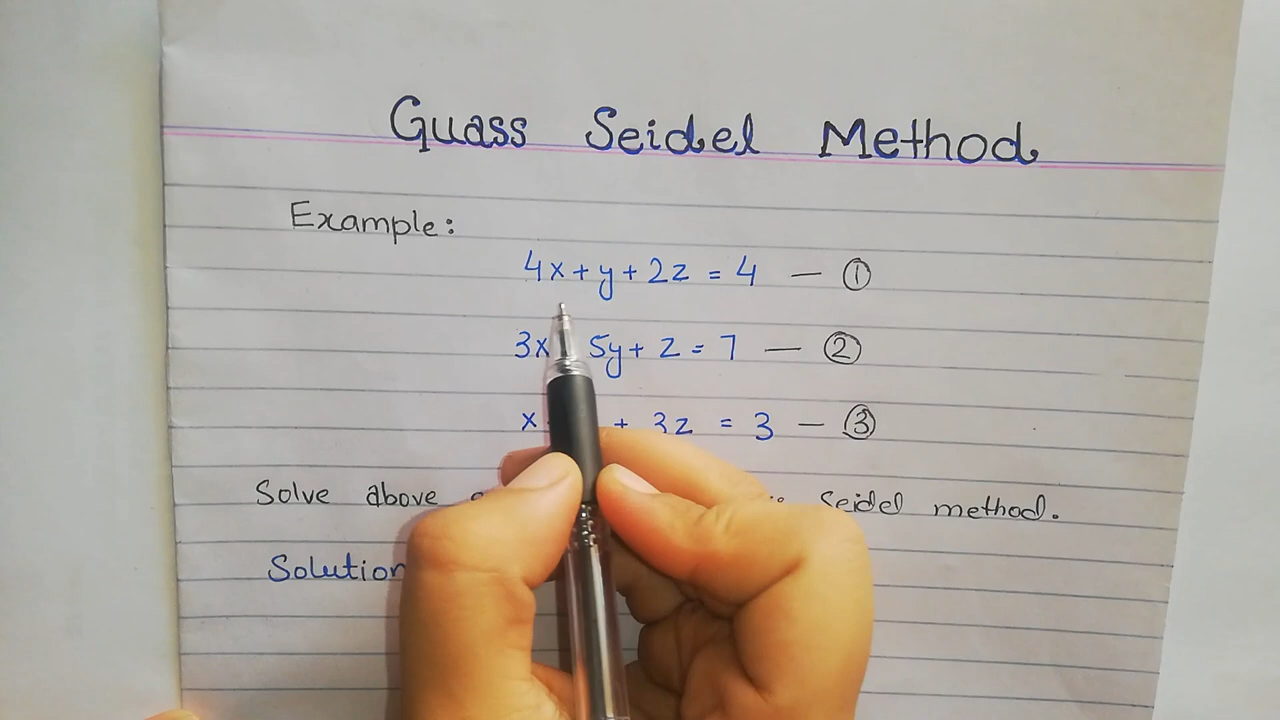 Guass Seidel Method
Example:
4x + y + 2z = 4 — ①
3x 5y + z = 7 — ②
x + 3z = 3 — ③
Solve above Seidel method.
Solution